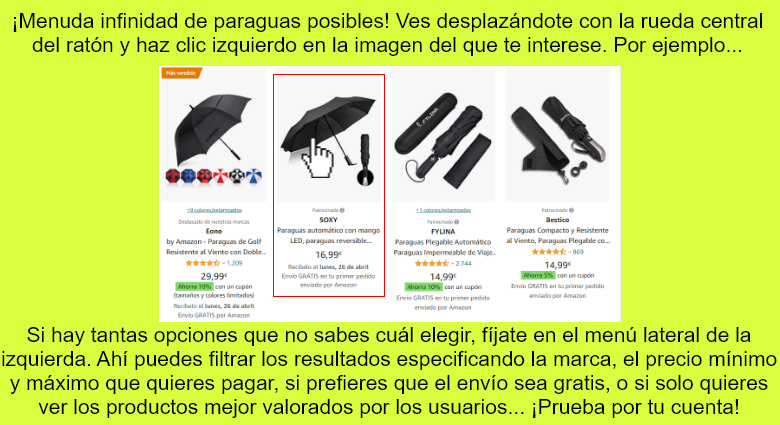 ¡Menuda infinidad de paraguas posibles! Ves desplazándote con la rueda central
del ratón y haz clic izquierdo en la imagen del que te interese. Por ejemplo...
Más vendido
+9 colores/estampados
Destacado de nuestras marcas
Eono
by Amazon - Paraguas de Golf
Resistente al Viento con Doble...
~ 1.209
29,99€
Ahorra 10% con un cupón
(tamaños y colores limitados)
Recíbelo el lunes, 26 de abril
Envío GRATIS por Amazon
Patrocinado
SOXY
Paraguas automático con mango
LED, paraguas reversible...
16,99€
Recíbelo el lunes, 26 de abril
Envío GRATIS en tu primer pedido
enviado por Amazon
FYLINA
+1 colores/estampados
Patrocinado
FYLINA
Paraguas Plegable Automático
Paraguas Impermeable de Viaje..
~ 2.744
14,99€
Ahorra 10% con un cupón
Envío GRATIS en tu primer pedido
enviado por Amazon
Patrocinado
Bestico
Paraguas Compacto y Resistente
al Viento, Paraguas Plegable co...
~ 869
14,99€
Ahorra 5% con un cupón
Envío GRATIS en tu primer pedido
enviado por Amazon
Si hay tantas opciones que no sabes cuál elegir, fíjate en el menú lateral de la
izquierda. Ahí puedes filtrar los resultados especificando la marca, el precio mínimo
y máximo que quieres pagar, si prefieres que el envío sea gratis, o si solo quieres
ver los productos mejor valorados por los usuarios... ¡Prueba por tu cuenta!